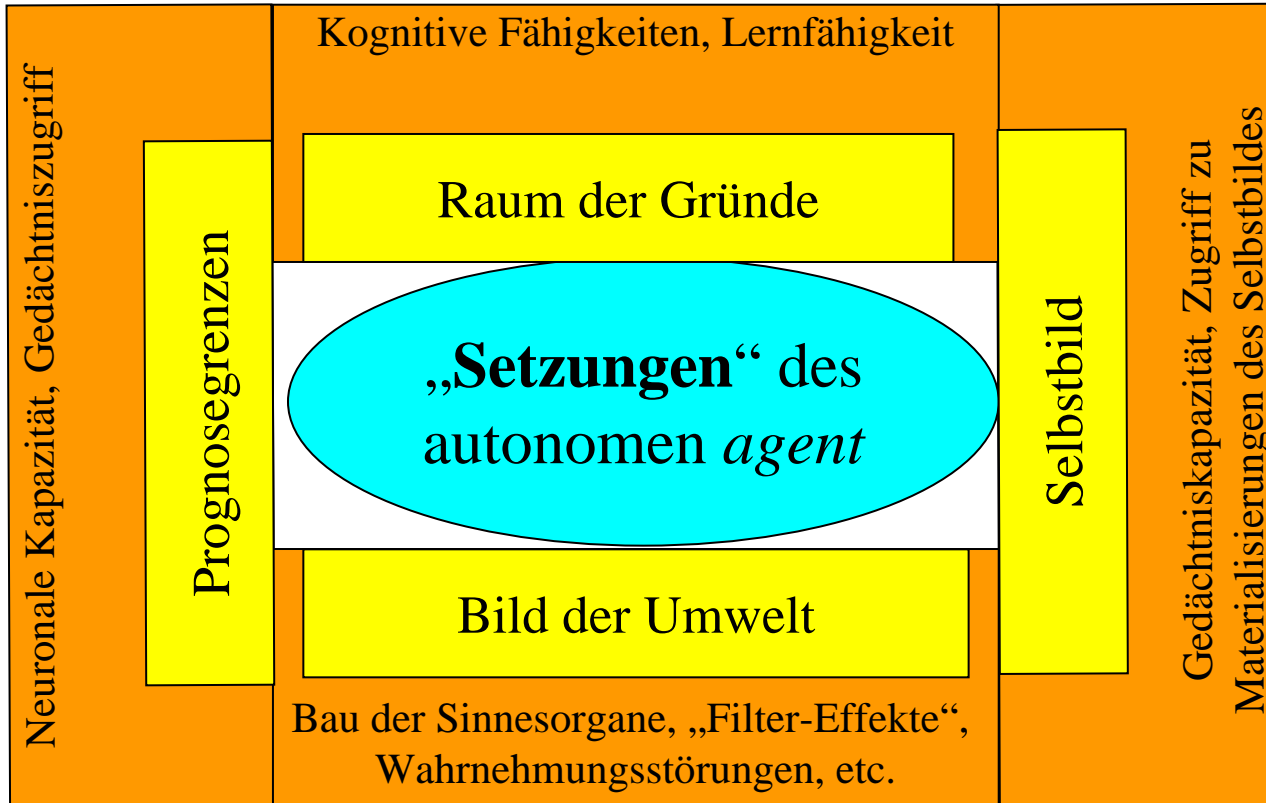 Kognitive Fähigkeiten, Lernfähigkeit
Neuronale Kapazität, Gedächtniszugriff
Prognosegrenzen
Raum der Gründe
„Setzungen“ des
autonomen agent
Bild der Umwelt
Selbstbild
Gedächtniskapazität, Zugriff zu
Materialisierungen des Selbstbildes
Bau der Sinnesorgane, „Filter-Effekte“,
Wahrnehmungsstörungen, etc.